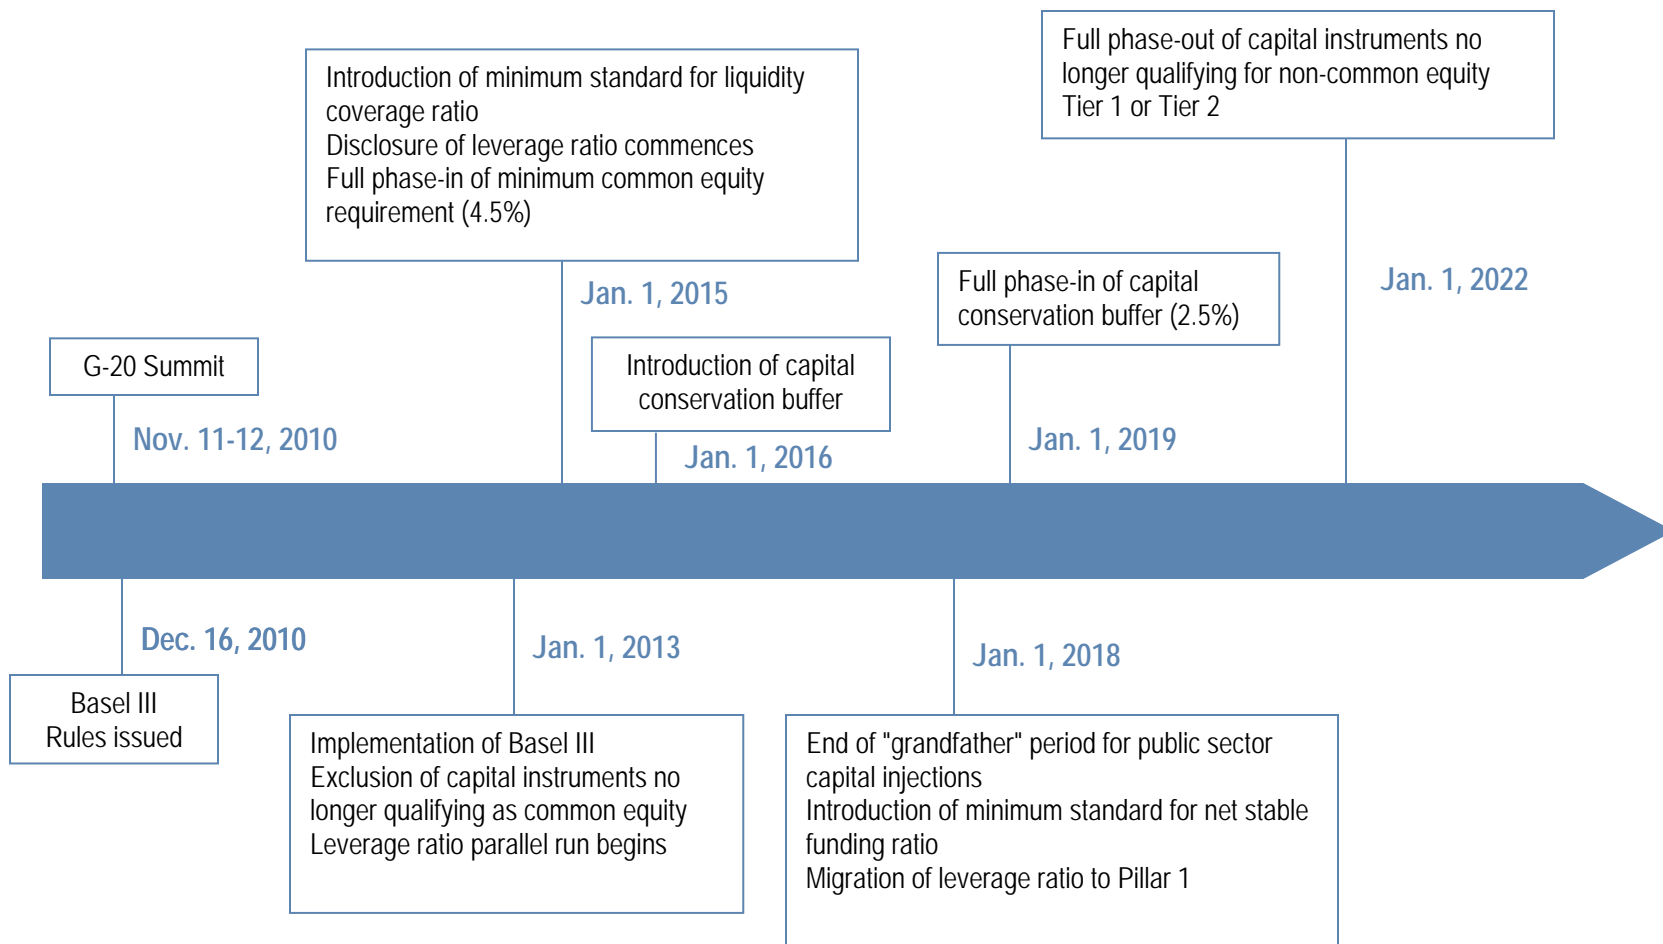 Full phase-out of capital instruments no
longer qualifying for non-common equity
Tier 1 or Tier 2
Jan. 1, 2022
Introduction of minimum standard for liquidity
coverage ratio
Disclosure of leverage ratio commences
Full phase-in of minimum common equity
requirement (4.5%)
Jan. 1, 2015
Full phase-in of capital
conservation buffer (2.5%)
Jan. 1, 2019
G-20 Summit
Nov. 11-12, 2010
Introduction of capital
conservation buffer
Jan. 1, 2016
Dec. 16, 2010
Basel III
Rules issued
Jan. 1, 2013
Implementation of Basel III
Exclusion of capital instruments no
longer qualifying as common equity
Leverage ratio parallel run begins
Jan. 1, 2018
End of "grandfather" period for public sector
capital injections
Introduction of minimum standard for net stable
funding ratio
Migration of leverage ratio to Pillar 1